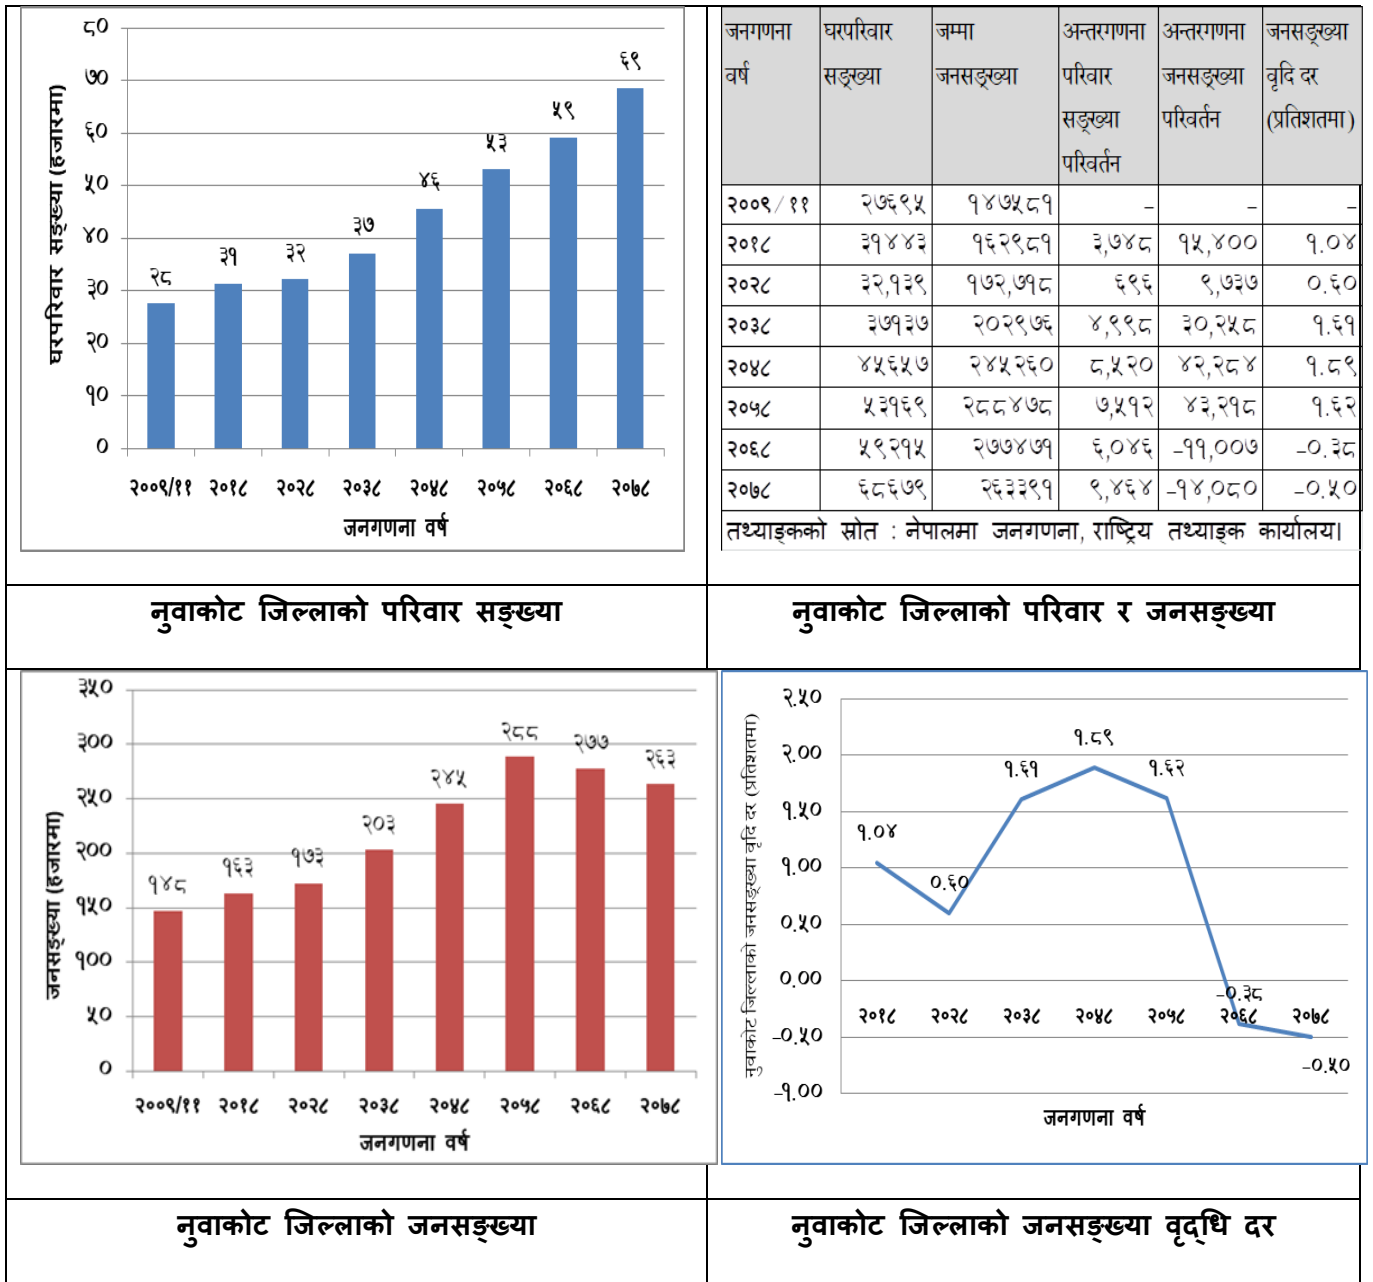 ८०
७०
६०
५०
४०
३०
२०
१०
०
घरपरिवार सङ्ख्या (हजारमा)
२८ ३१ ३२ ३७ ४६ ५३ ५९ ६९
२००९/११ २०१८ २०२८ २०३८ २०४८ २०५८ २०६८ २०७८
जनगणना वर्ष
जनगणना घरपरिवार जम्मा अन्तरगणना अन्तरगणना जनसङ्ख्या
वर्ष सङ्ख्या जनसङ्ख्या परिवार जनसङ्ख्या वृदि दर
सङ्ख्या परिवर्तन (प्रतिशतमा)
परिवर्तन
२००९/११ २७६९५ १४७५८१ – – –
२०१८ ३१४४३ १६२९८१ ३,७४८ १५,४०० १.०४
२०२८ ३२,१३९ १७२,७१८ ६९६ ९,७३७ ०.६०
२०३८ ३७१३७ २०२९७६ ४,९९८ ३०,२५८ १.६१
२०४८ ४५६५७ २४५२६० ८,५२० ४२,२८४ १.८९
२०५८ ५३१६९ २८८४७८ ७,५१२ ४३,२१८ १.६२
२०६८ ५९२१५ २७७४७१ ६,०४६ –११,००७ –०.३८
२०७८ ६८६७९ २६३३९१ ९,४६४ –१४,०८० –०.५०
तथ्याङ्कको स्रोत : नेपालमा जनगणना, राष्ट्रिय तथ्याङ्क कार्यालय।
नुवाकोट जिल्लाको परिवार सङ्ख्या
नुवाकोट जिल्लाको परिवार र जनसङ्ख्या
३५०
३००
२५०
२००
१५०
१००
५०
०
जनसङ्ख्या (हजारमा)
१४८ १६३ १७३ २०३ २४५ २८८ २७७ २६३
२००९/११ २०१८ २०२८ २०३८ २०४८ २०५८ २०६८ २०७८
जनगणना वर्ष
२.५०
२.००
१.५०
१.००
०.५०
०.००
–०.५०
–१.००
नुवाकोट जिल्लाको जनसङ्ख्या वृदि दर (प्रतिशतमा)
१.०४ ०.६० १.६१ १.८९ १.६२ –०.३८ –०.५०
२०१८ २०२८ २०३८ २०४८ २०५८ २०६८ २०७८
जनगणना वर्ष
नुवाकोट जिल्लाको जनसङ्ख्या
नुवाकोट जिल्लाको जनसङ्ख्या वृद्धि दर